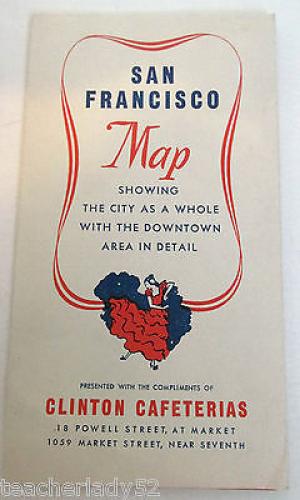 SAN
FRANCISCO
Map
SHOWING
THE CITY AS A WHOLE
WITH THE DOWNTOWN
AREA IN DETAIL
PRESENTED WITH THE COMPLIMENTS OF
CLINTON CAFETERIAS
18 POWELL STREET, AT MARKET
1059 MARKET STREET, NEAR SEVENTH
teacherlady52